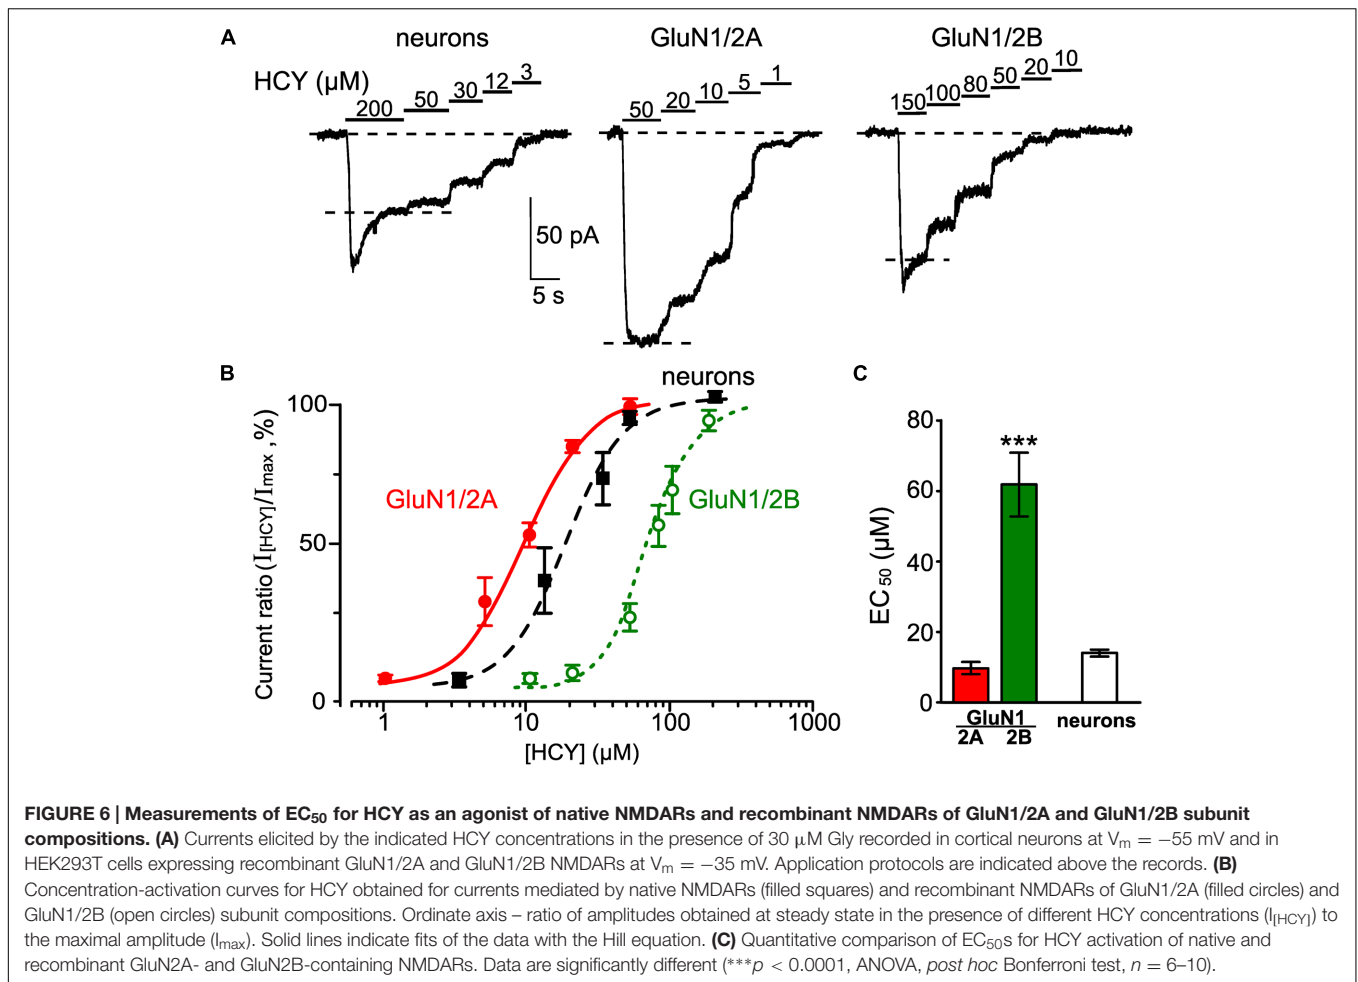 A
neurons
GluN1/2A
GluN1/2B
HCY (µM)
200
50
30
12
3
50
20
10
5
1
150
100
80
50
20
10
50 pA
5 s
B
neurons
100
50
0
Current ratio (I[HCY]/Imax ,%)
GluN1/2A
GluN1/2B
1
10
100
1000
[HCY] (µM)
C
80
60
40
20
0
EC50 (µM)
***
GluN1
2A
2B
neurons
FIGURE 6 | Measurements of EC50 for HCY as an agonist of native NMDARs and recombinant NMDARs of GluN1/2A and GluN1/2B subunit
compositions. (A) Currents elicited by the indicated HCY concentrations in the presence of 30 µM Gly recorded in cortical neurons at Vm = −55 mV and in
HEK293T cells expressing recombinant GluN1/2A and GluN1/2B NMDARs at Vm = −35 mV. Application protocols are indicated above the records. (B)
Concentration-activation curves for HCY obtained for currents mediated by native NMDARs (filled squares) and recombinant NMDARs of GluN1/2A (filled circles) and
GluN1/2B (open circles) subunit compositions. Ordinate axis – ratio of amplitudes obtained at steady state in the presence of different HCY concentrations (I[HCY]) to
the maximal amplitude (Imax). Solid lines indicate fits of the data with the Hill equation. (C) Quantitative comparison of EC50s for HCY activation of native and
recombinant GluN2A- and GluN2B-containing NMDARs. Data are significantly different (***p < 0.0001, ANOVA, post hoc Bonferroni test, n = 6–10).